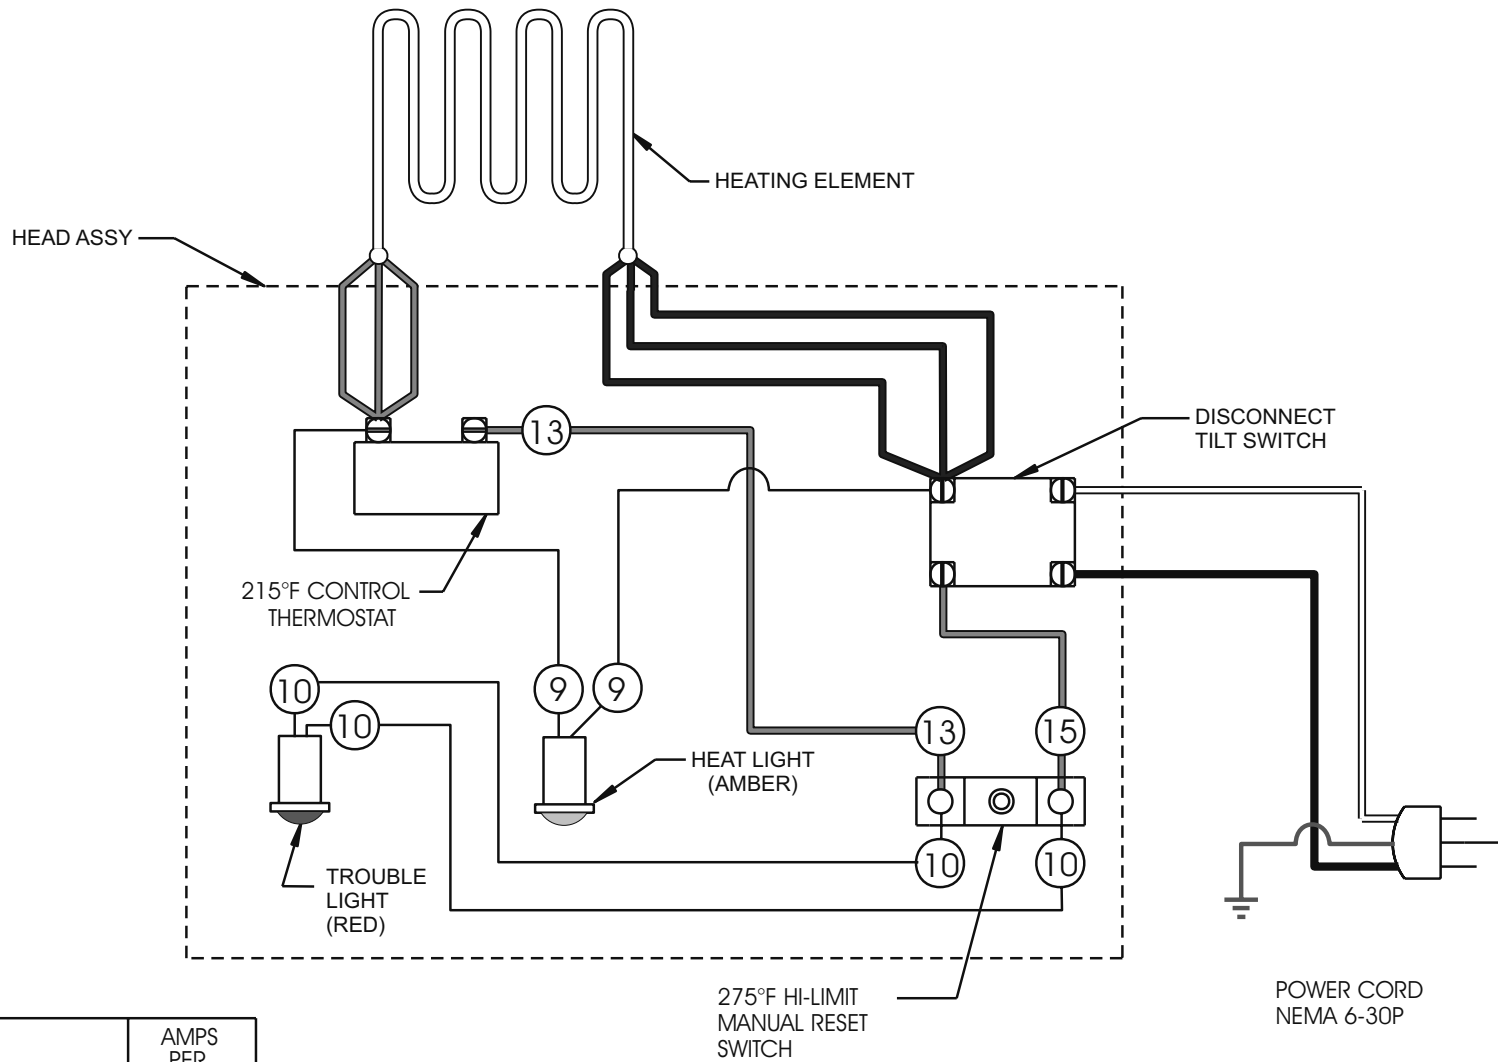 HEATING ELEMENT
HEAD ASSY
DISCONNECT
TILT SWITCH
13
215°F CONTROL
THERMOSTAT
10
9
9
10
13
15
HEAT LIGHT
(AMBER)
10
10
TROUBLE
LIGHT
(RED)
275°F HI-LIMIT
MANUAL RESET
SWITCH
POWER CORD
NEMA 6-30P
AMPS
PER